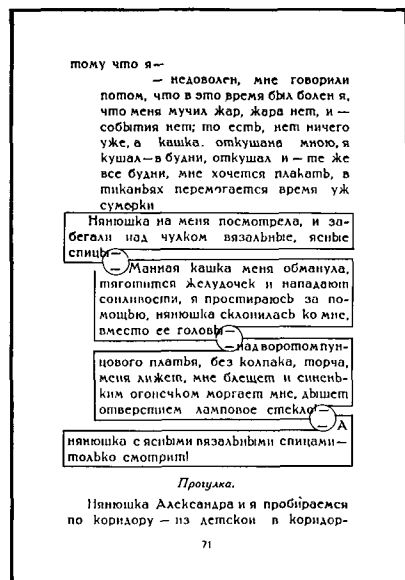 тому что я—
— недоволен, мне говорили
потом, что в это время был болен я,
что меня мучил жар, жара нет, и —
события нет; то есть, нет ничего
уже, а кашка. откушана мною, я
кушал—в будни, откушал и — те же
все будни, мне хочется плакать, в
тиканьях перемогается время уж
сумерки
Нянюшка на меня посмотрела, и за-
бегали над чулком вязальные, ясные
спицы—
— Манная кашка меня обманула,
тяготится желудочек и нападают
сонливости, я простираюсь за по-
мощью, нянюшка склонилась ко мне,
вместо ее головы—
—над воротом пун-
цового платья, без колпака, торча,
меня лижет, мне блещет и синень-
ким огонечком моргает мне, дышет
отверстием ламповое стекло!—
— А
нянюшка с ясными вязальными спицами—
только смотрит!
Прогулка.
Нянюшка Александра и я пробираемся
по коридору — из детской в коридор-
71